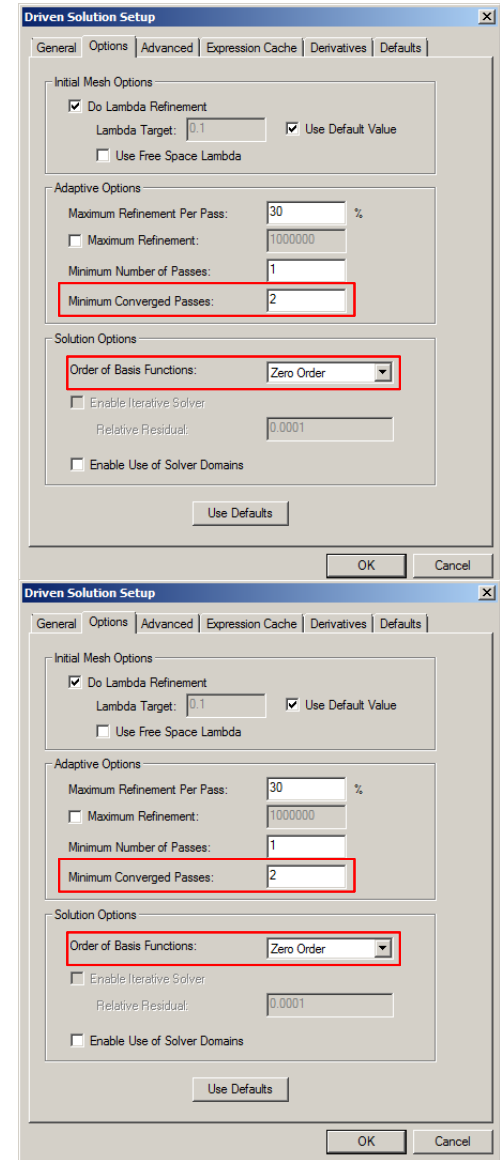 Driven Solution Setup
General Options Advanced Expression Cache Derivatives Defaults
Initial Mesh Options
Do Lambda Refinement
Lambda Target: 0.1 Use Default Value
Use Free Space Lambda
Adaptive Options
Maximum Refinement Per Pass: 30 %
Maximum Refinement: 1000000
Minimum Number of Passes: 1
Minimum Converged Passes: 2
Solution Options
Order of Basis Functions: Zero Order
Enable Iterative Solver
Relative Residual: 0.0001
Enable Use of Solver Domains
Use Defaults
OK Cancel
Driven Solution Setup
General Options Advanced Expression Cache Derivatives Defaults
Initial Mesh Options
Do Lambda Refinement
Lambda Target: 0.1 Use Default Value
Use Free Space Lambda
Adaptive Options
Maximum Refinement Per Pass: 30 %
Maximum Refinement: 1000000
Minimum Number of Passes: 1
Minimum Converged Passes: 2
Solution Options
Order of Basis Functions: Zero Order
Enable Iterative Solver
Relative Residual: 0.0001
Enable Use of Solver Domains
Use Defaults
OK Cancel